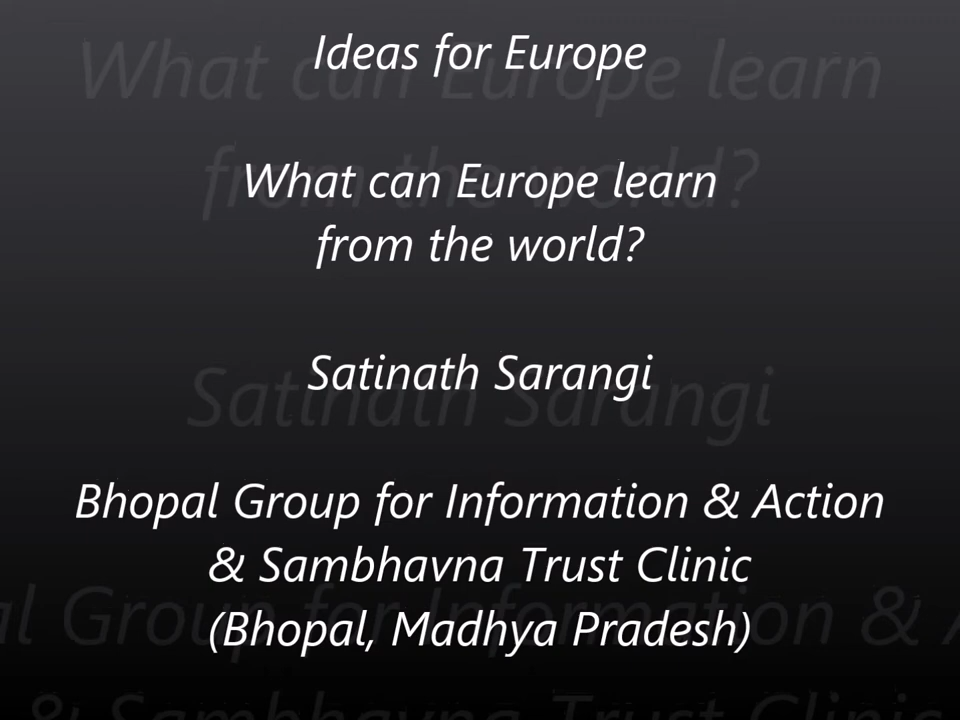 Ideas for Europe
What can Europe learn
from the world?
Satinath Sarangi
Bhopal Group for Information & Action
& Sambhavna Trust Clinic
(Bhopal, Madhya Pradesh)